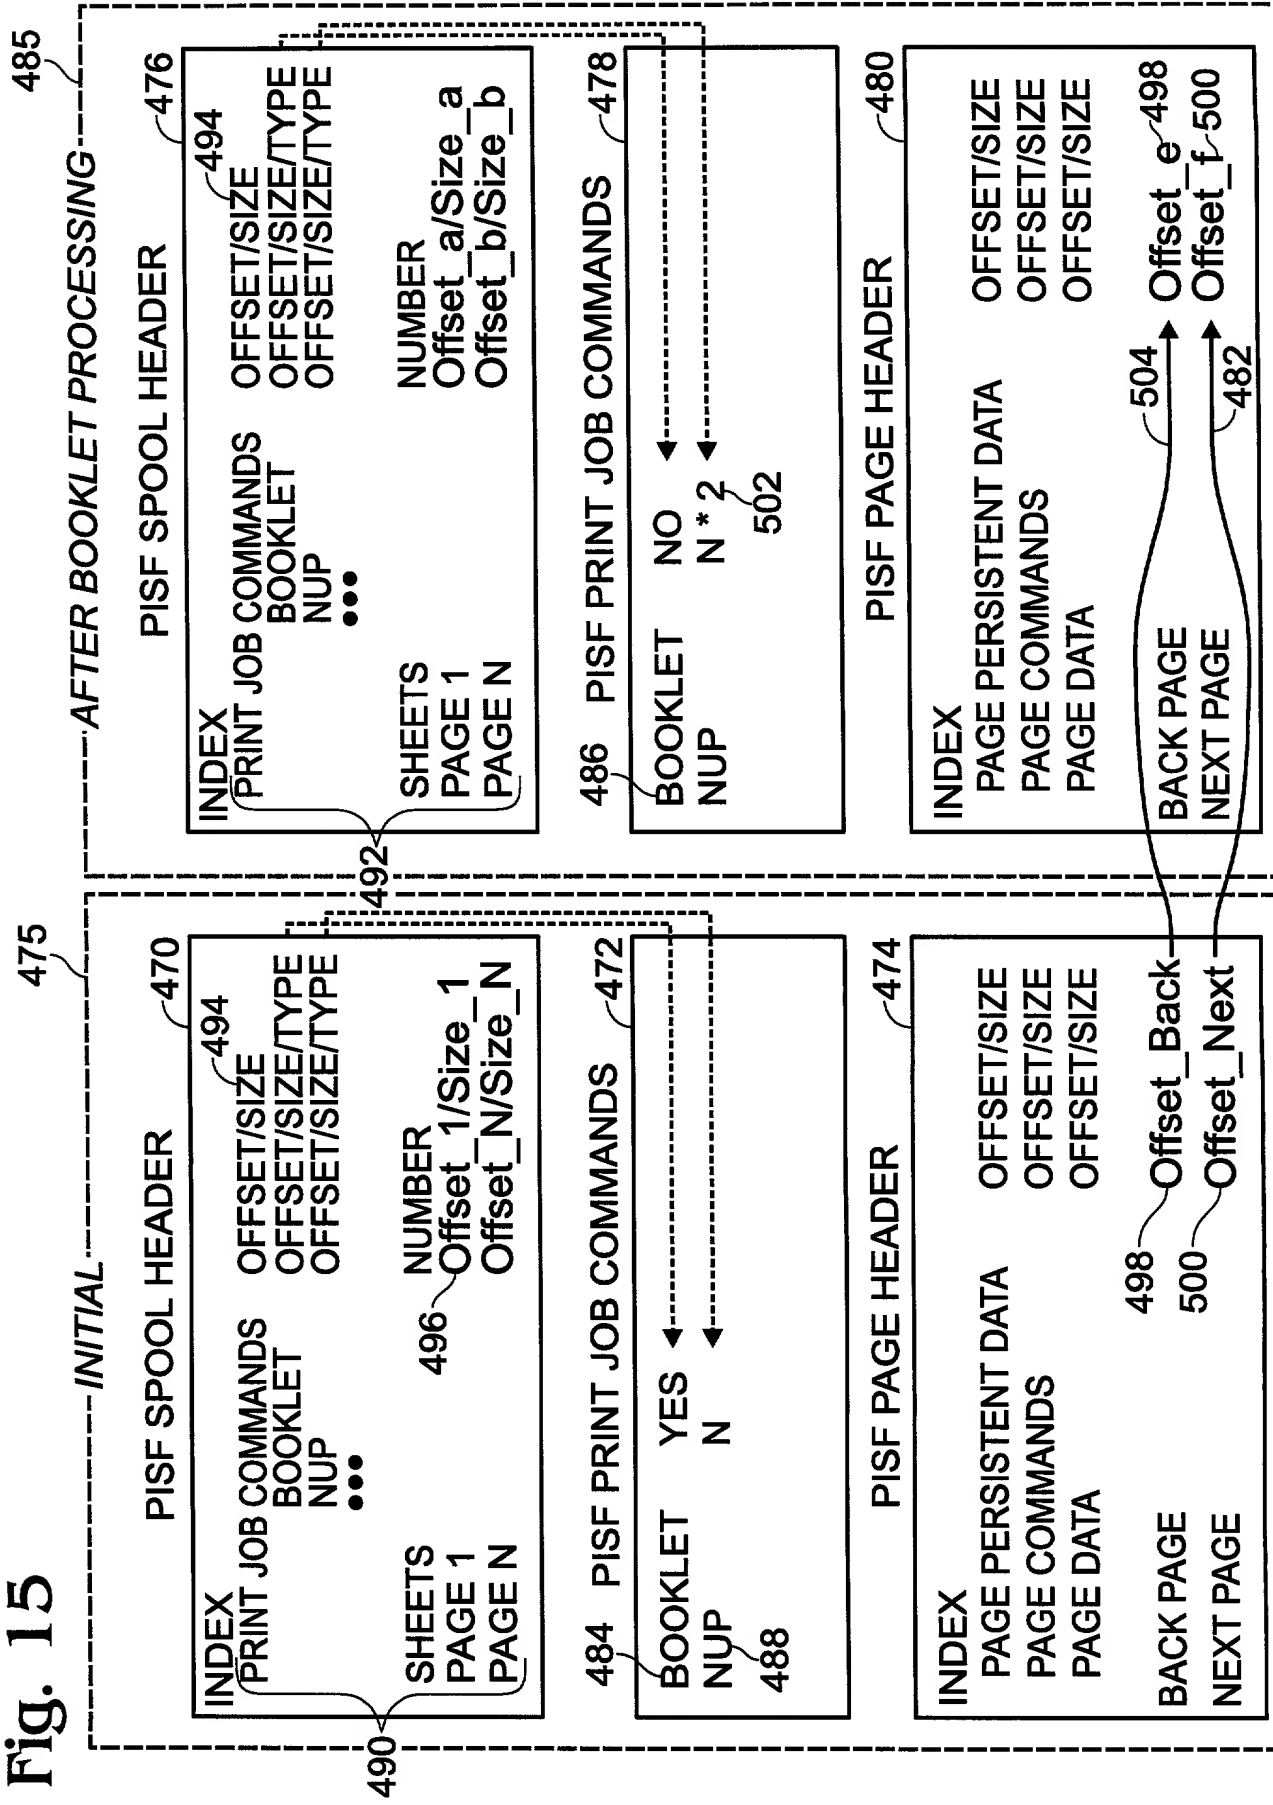 Fig. 15
475
INITIAL
PISF SPOOL HEADER
470
INDEX
PRINT JOB COMMANDS OFFSET/SIZE
494
BOOKLET OFFSET/SIZE/TYPE
NUP OFFSET/SIZE/TYPE
•••
490
SHEETS NUMBER
PAGE 1 Offset_1/Size_1
PAGE N Offset_N/Size_N
496
484
PISF PRINT JOB COMMANDS
472
BOOKLET YES
NUP N
488
PISF PAGE HEADER
474
INDEX
PAGE PERSISTENT DATA OFFSET/SIZE
PAGE COMMANDS OFFSET/SIZE
PAGE DATA OFFSET/SIZE
498
500
BACK PAGE Offset_Back
NEXT PAGE Offset_Next
485
AFTER BOOKLET PROCESSING
PISF SPOOL HEADER
476
INDEX
PRINT JOB COMMANDS OFFSET/SIZE
494
BOOKLET OFFSET/SIZE/TYPE
NUP OFFSET/SIZE/TYPE
•••
492
SHEETS NUMBER
PAGE 1 Offset_a/Size_a
PAGE N Offset_b/Size_b
486
PISF PRINT JOB COMMANDS
478
BOOKLET NO
NUP N * 2
502
PISF PAGE HEADER
480
INDEX
PAGE PERSISTENT DATA OFFSET/SIZE
PAGE COMMANDS OFFSET/SIZE
PAGE DATA OFFSET/SIZE
504
BACK PAGE Offset_e
498
NEXT PAGE Offset_f
500
482